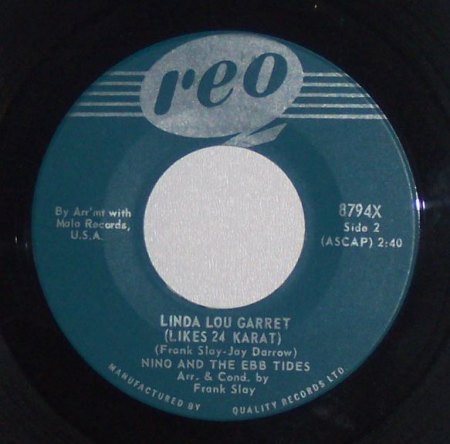 reo
By Arr'mt with
Mala Records,
U.S.A.
8794X
Side 2
(ASCAP) 2:40
LINDA LOU GARRET
(LIKES 24 KARAT)
(Frank Slay-Jay Darrow)
NINO AND THE EBB TIDES
Arr. & Cond. by
Frank Slay
MANUFACTURED BY QUALITY RECORDS LTD